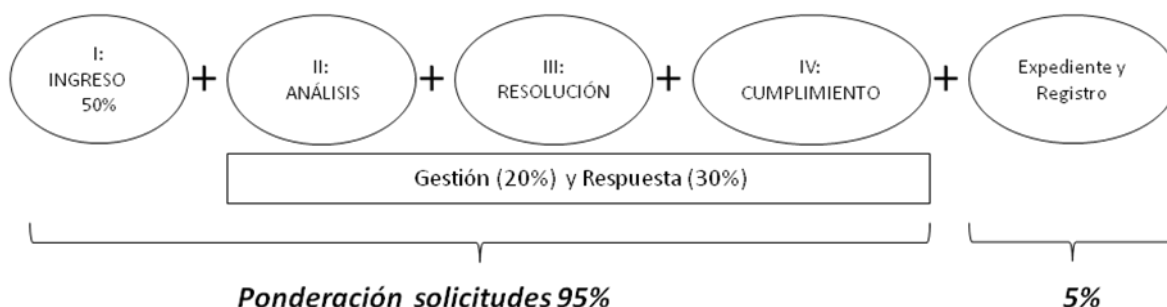 I:
INGRESO
50%
+
II:
ANÁLISIS
+
III:
RESOLUCIÓN
+
IV:
CUMPLIMIENTO
+
Expediente y
Registro
Gestión (20%) y Respuesta (30%)
Ponderación solicitudes 95%
5%